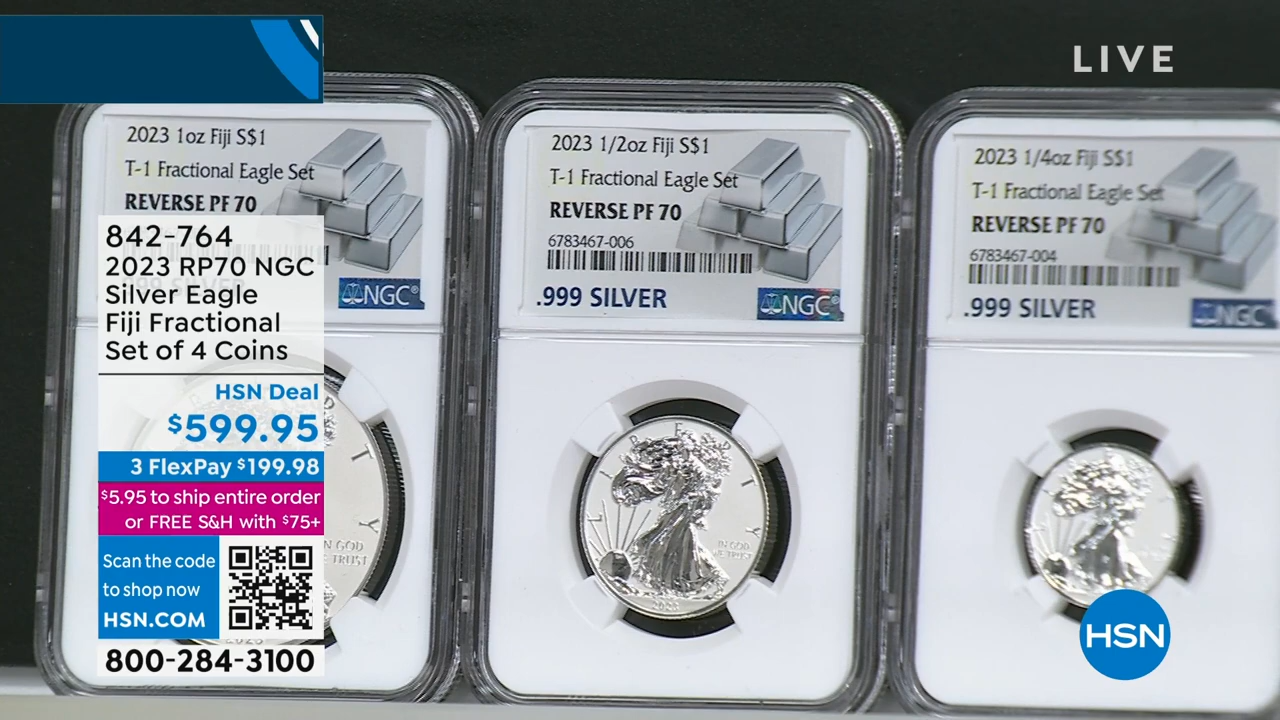 LIVE
2023 1oz Fiji S$1
T-1 Fractional Eagle Set
REVERSE PF 70
NGC
2023 1/2oz Fiji S$1
T-1 Fractional Eagle Set
REVERSE PF 70
6783467-006
.999 SILVER
NGC
2023 1/4oz Fiji S$1
T-1 Fractional Eagle Set
REVERSE PF 70
6783467-004
.999 SILVER
NGC
842-764
2023 RP70 NGC
Silver Eagle
Fiji Fractional
Set of 4 Coins
HSN Deal
$599.95
3 FlexPay $199.98
$5.95 to ship entire order
or FREE S&H with $75+
Scan the code
to shop now
HSN.COM
800-284-3100
T
Y
IN GOD
WE TRUST
2023
LIBERTY
IN GOD
WE TRUST
2023
HSN